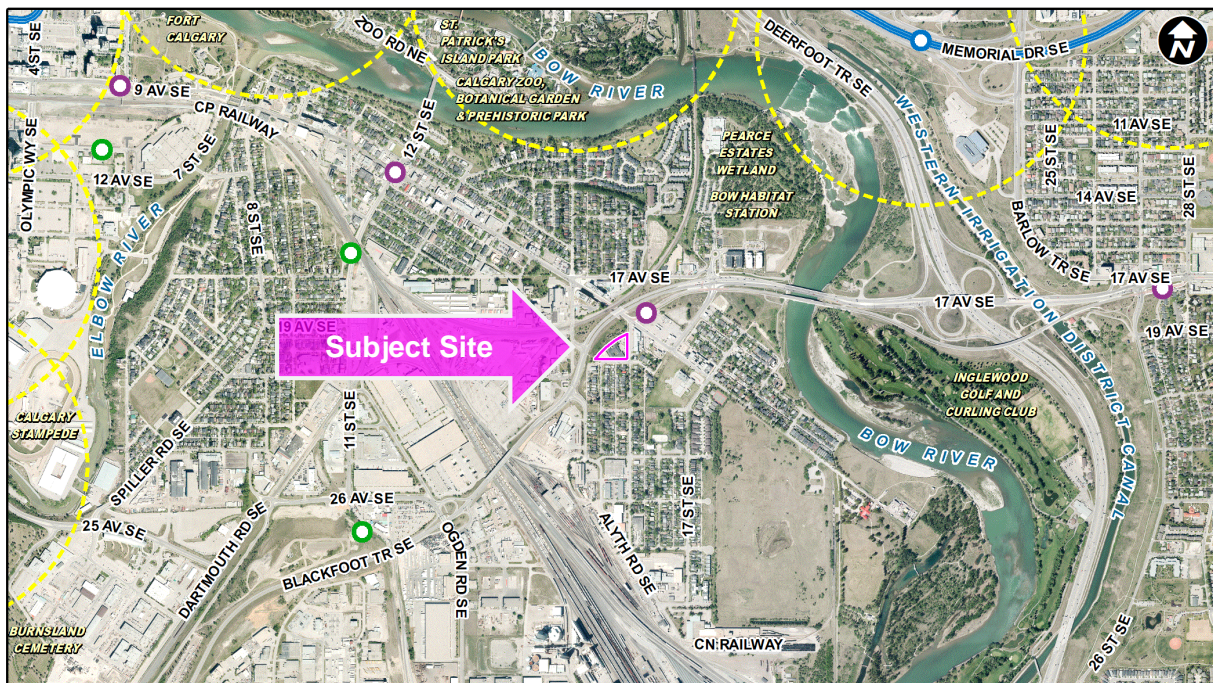 FORT
CALGARY
4 ST SE
ZOO RD NE
ST.
PATRICK'S
ISLAND PARK
BOW RIVER
CALGARY ZOO,
BOTANICAL GARDEN
& PREHISTORIC PARK
DEERFOOT TR SE
MEMORIAL DR SE
N
9 AV SE
CP RAILWAY
7 ST SE
12 ST SE
OLYMPIC WY SE
12 AV SE
ELBOW RIVER
8 ST SE
PEARCE
ESTATES
WETLAND
BOW HABITAT
STATION
WESTERN IRRIGATION DISTRICT CANAL
25 ST SE
11 AV SE
14 AV SE
28 ST SE
BARLOW TR SE
17 AV SE
17 AV SE
17 AV SE
19 AV SE
19 AV SE
Subject Site
INGLEWOOD
GOLF AND
CURLING CLUB
CALGARY
STAMPEDE
SPILLER RD SE
11 ST SE
BOW RIVER
25 AV SE
26 AV SE
DARTMOUTH RD SE
BLACKFOOT TR SE
OGDEN RD SE
ALYTH RD SE
17 ST SE
BURNSLAND
CEMETERY
CN RAILWAY
26 ST SE